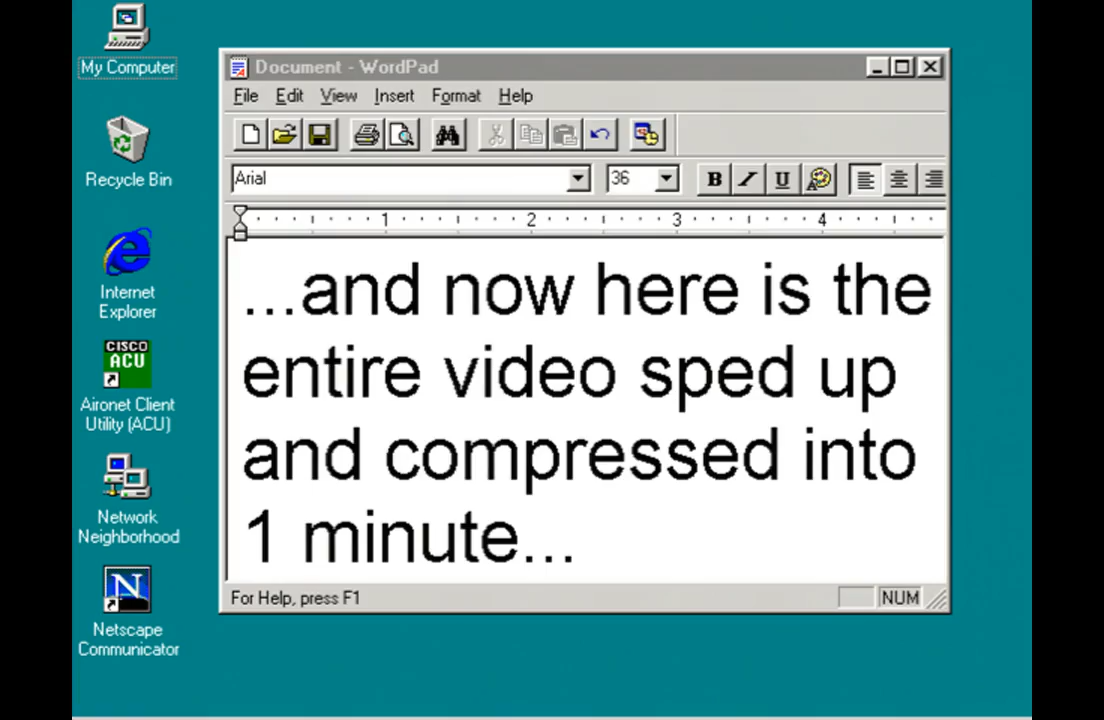 My Computer
Recycle Bin
Internet
Explorer
CISCO
ACU
Aironet Client
Utility (ACU)
Network
Neighborhood
N
Netscape
Communicator
Document - WordPad
File Edit View Insert Format Help
Arial 36 B I U
1 2 3 4
...and now here is the
entire video sped up
and compressed into
1 minute...
For Help, press F1 NUM